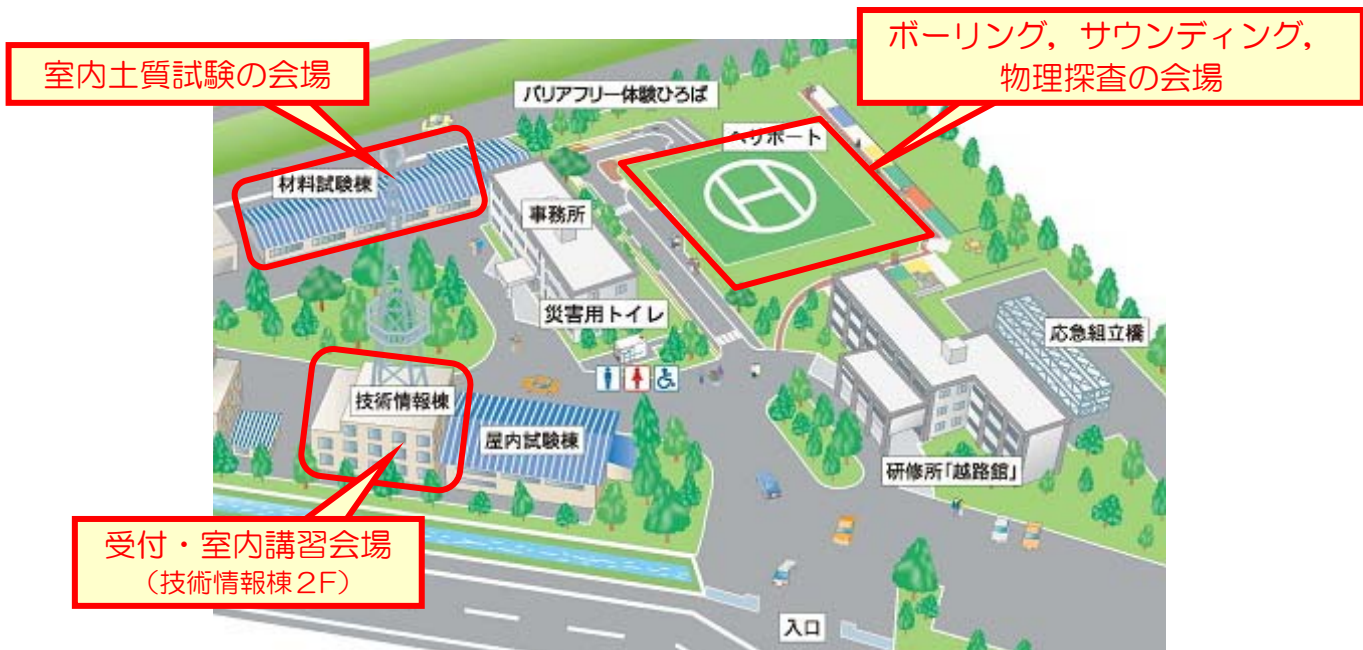 ボーリング，サウンディング，
物理探査の会場
室内土質試験の会場
バリアフリー体験ひろば
ヘリポート
材料試験棟
事務所
災害用トイレ
応急組立橋
技術情報棟
屋内試験棟
研修所「越路館」
受付・室内講習会場
（技術情報棟２F）
入口
H